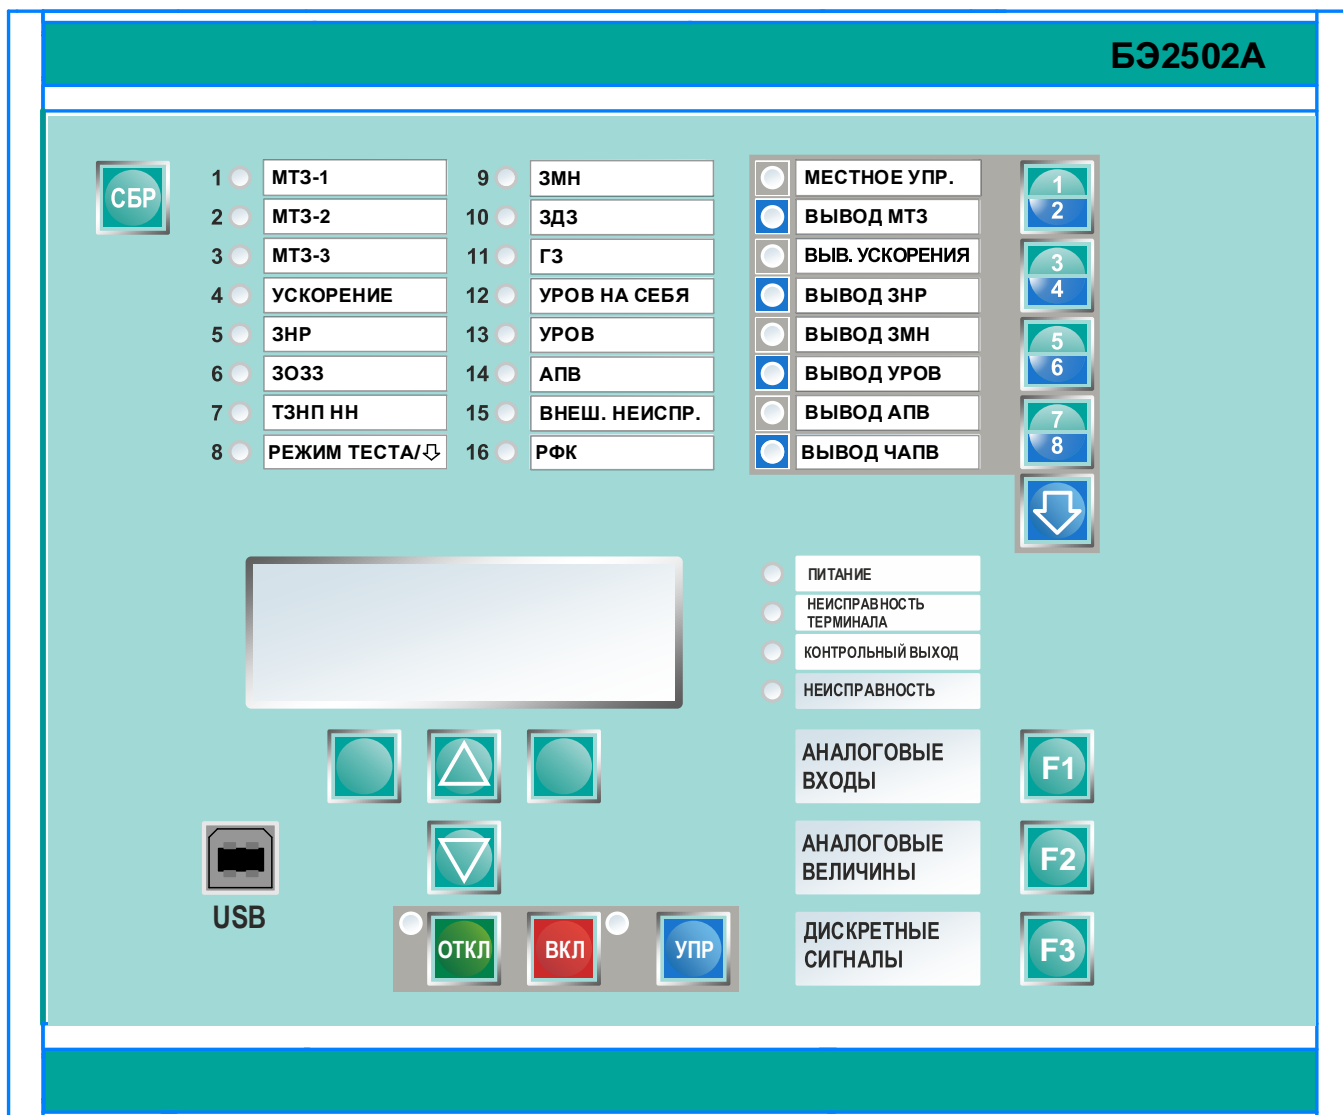 БЭ2502А
СБР
1 МТЗ-1
2 МТЗ-2
3 МТЗ-3
4 УСКОРЕНИЕ
5 ЗНР
6 ЗОЗЗ
7 ТЗНП НН
8 РЕЖИМ ТЕСТА/⇩
9 ЗМН
10 ЗДЗ
11 ГЗ
12 УРОВ НА СЕБЯ
13 УРОВ
14 АПВ
15 ВНЕШ. НЕИСПР.
16 РФК
МЕСТНОЕ УПР.
ВЫВОД МТЗ
ВЫВ. УСКОРЕНИЯ
ВЫВОД ЗНР
ВЫВОД ЗМН
ВЫВОД УРОВ
ВЫВОД АПВ
ВЫВОД ЧАПВ
1
2
3
4
5
6
7
8
ПИТАНИЕ
НЕИСПРАВНОСТЬ
ТЕРМИНАЛА
КОНТРОЛЬНЫЙ ВЫХОД
НЕИСПРАВНОСТЬ
АНАЛОГОВЫЕ
ВХОДЫ
F1
АНАЛОГОВЫЕ
ВЕЛИЧИНЫ
F2
ДИСКРЕТНЫЕ
СИГНАЛЫ
F3
USB
ОТКЛ
ВКЛ
УПР